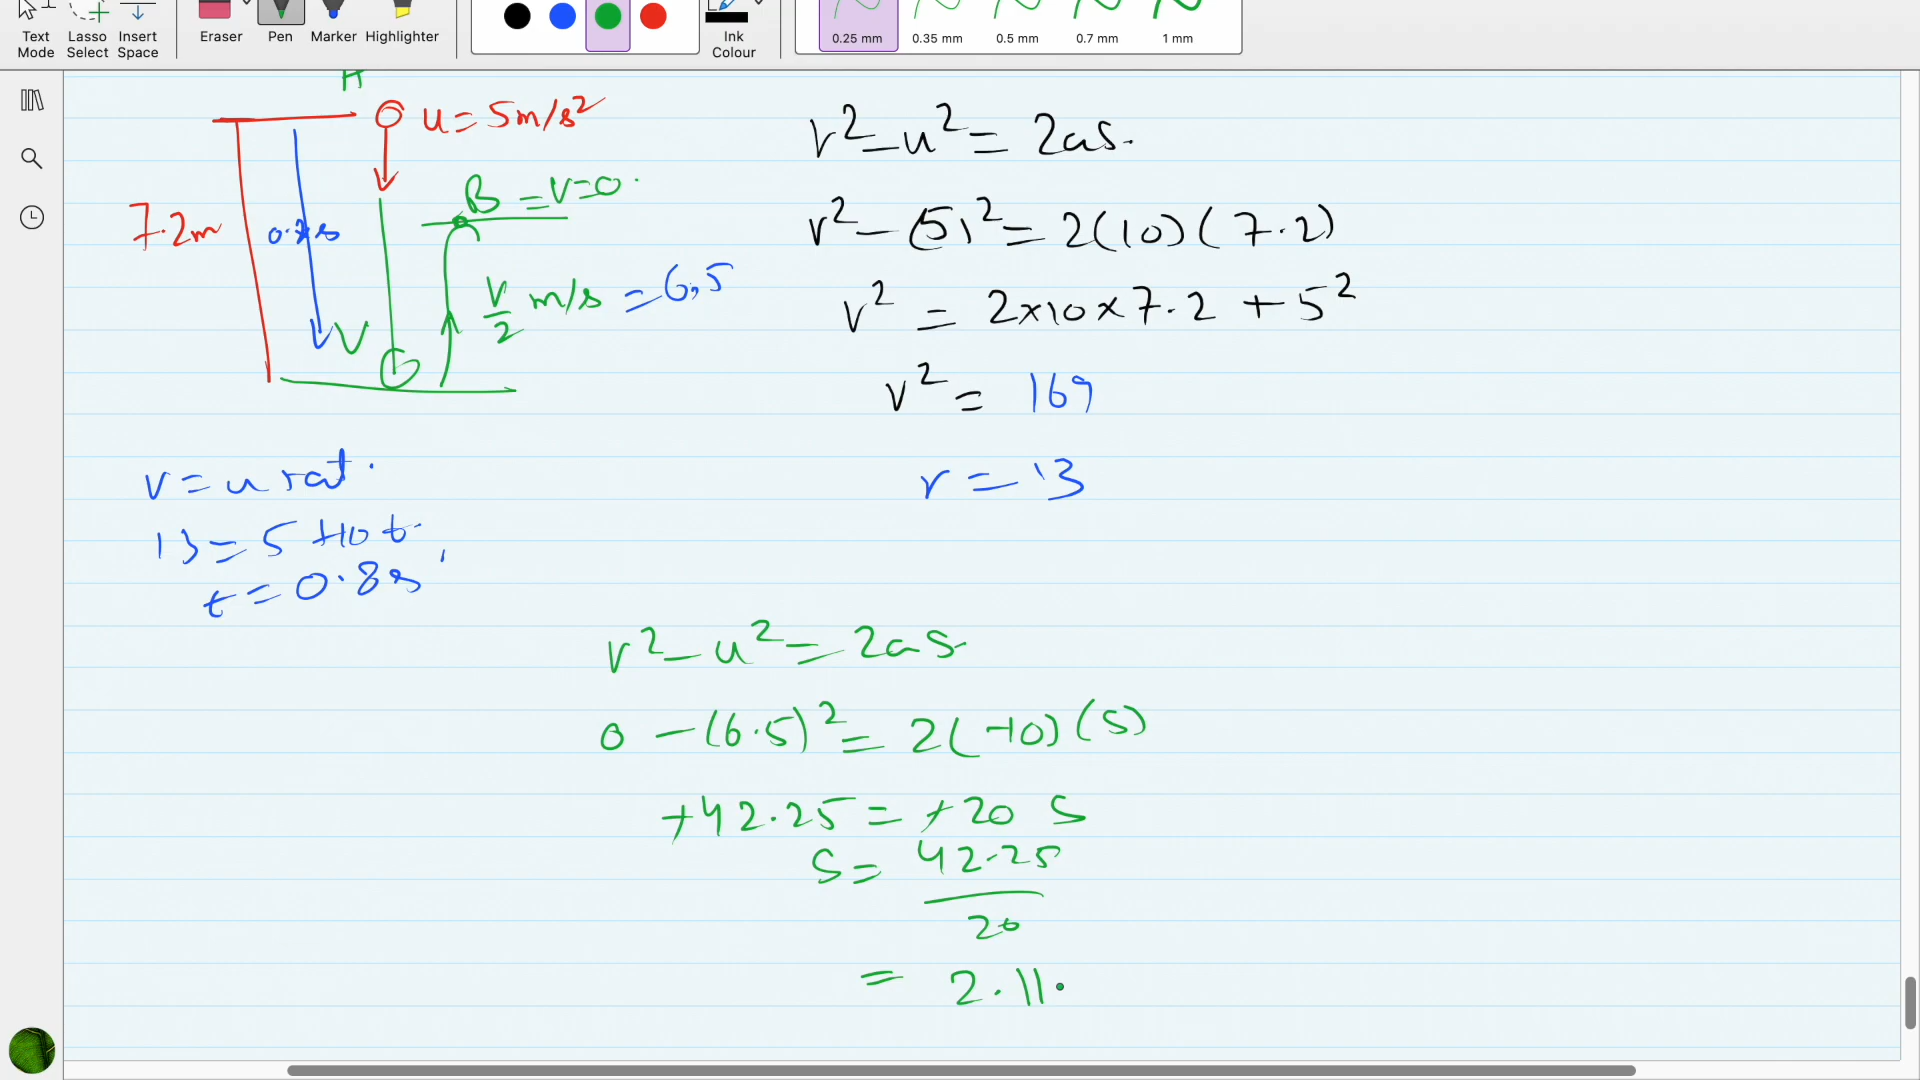 Text Mode
Lasso Select
Insert Space
Eraser
Pen
Marker
Highlighter
Ink Colour
0.25 mm
0.35 mm
0.5 mm
0.7 mm
1 mm
A
u = 5m/s²
B = v=0.
7.2m
v/2 m/s = 6.5
V
v² - u² = 2as.
v² - (5)² = 2(10)(7.2)
v² = 2×10×7.2 + 5²
v² = 169
v = 13
v = u+at.
13 = 5+10t.
t = 0.8s
v² - u² = 2as
0 - (6.5)² = 2(-10)(s)
+42.25 = +20 s
s = 42.25/20
= 2.11